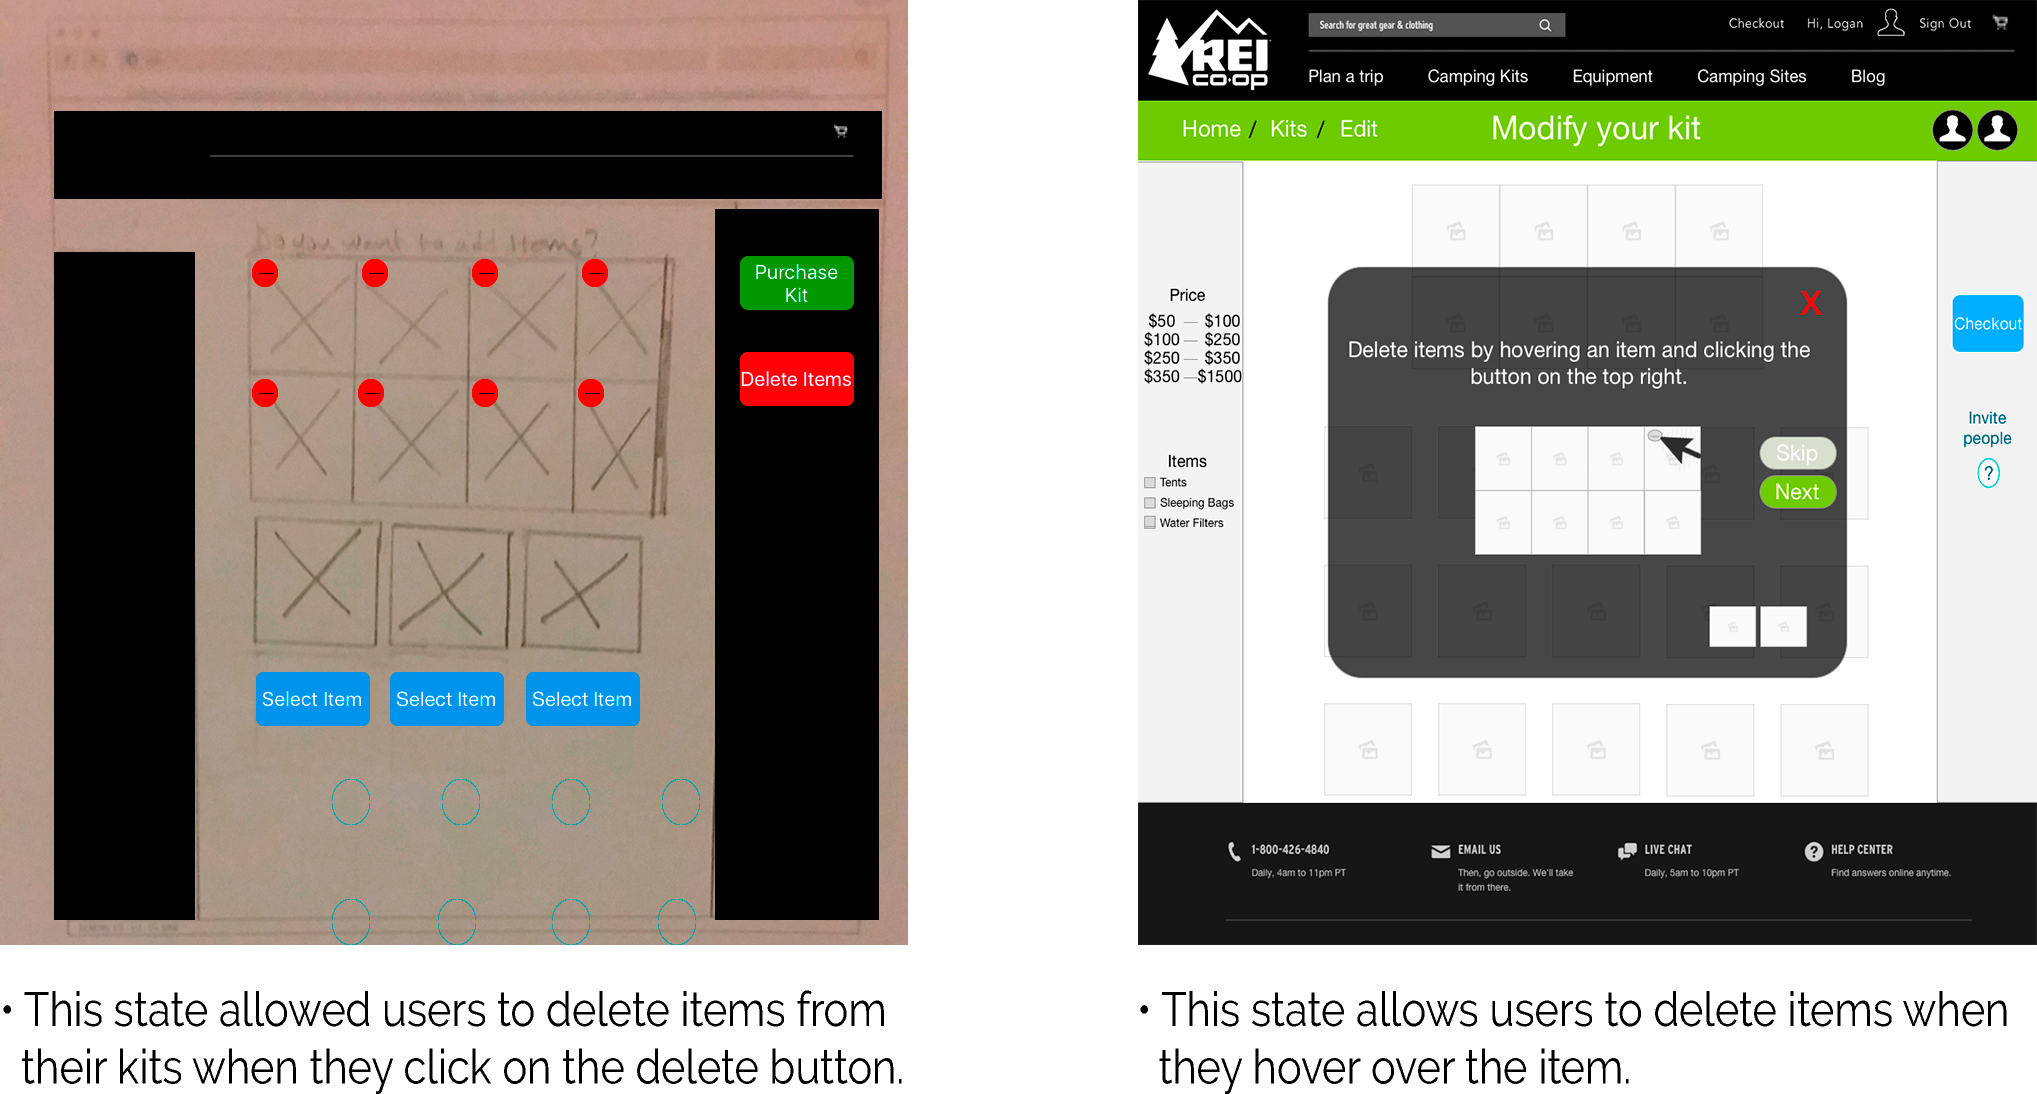 Do you want to add items?
Purchase
Kit
Delete Items
Select Item
Select Item
Select Item
• This state allowed users to delete items from
their kits when they click on the delete button.
REI
CO·OP
Search for great gear & clothing
Checkout
Hi, Logan
Sign Out
Plan a trip
Camping Kits
Equipment
Camping Sites
Blog
Home / Kits / Edit
Modify your kit
Price
$50 — $100
$100 — $250
$250 — $350
$350 —$1500
Items
Tents
Sleeping Bags
Water Filters
X
Delete items by hovering an item and clicking the
button on the top right.
Skip
Next
Checkout
Invite
people
?
1-800-426-4840
Daily, 4am to 11pm PT
EMAIL US
Then, go outside. We'll take
it from there.
LIVE CHAT
Daily, 5am to 10pm PT
? HELP CENTER
Find answers online anytime.
• This state allows users to delete items when
they hover over the item.